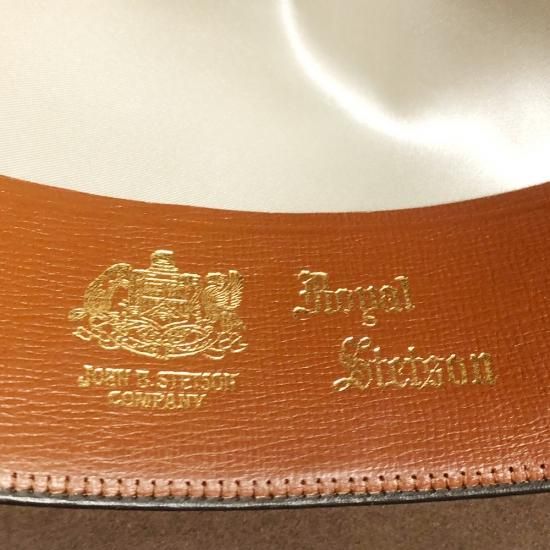 JOHN B. STETSON
COMPANY
Royal
Stetson